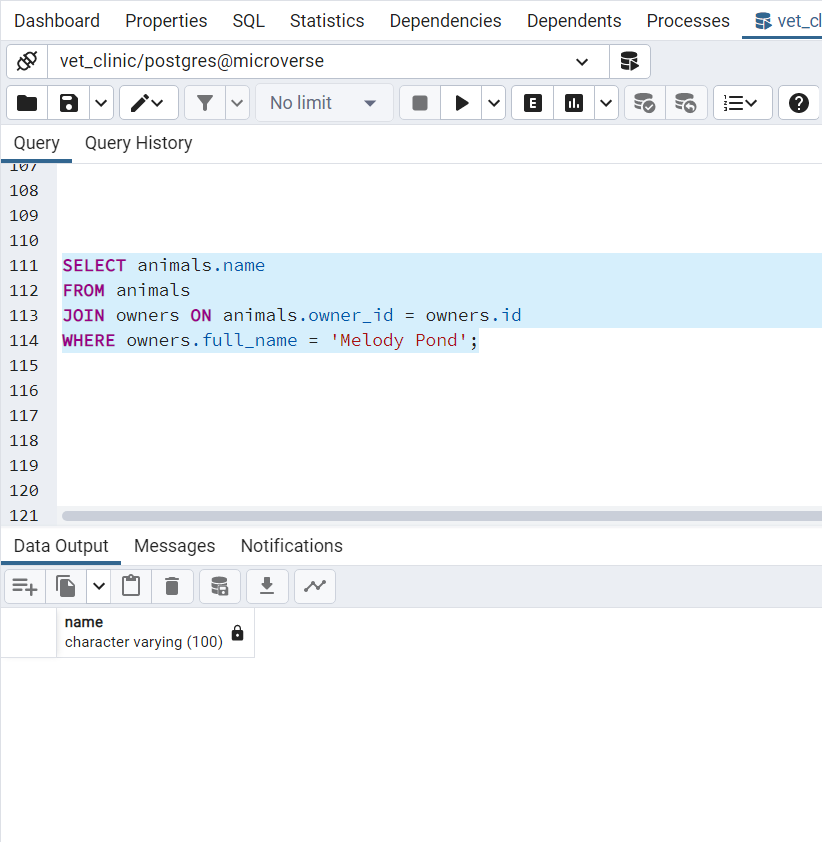 Dashboard Properties SQL Statistics Dependencies Dependents Processes vet_cl
vet_clinic/postgres@microverse
No limit E
Query Query History
107
108
109
110
111 SELECT animals.name
112 FROM animals
113 JOIN owners ON animals.owner_id = owners.id
114 WHERE owners.full_name = 'Melody Pond';
115
116
117
118
119
120
121
Data Output Messages Notifications
name
character varying (100)